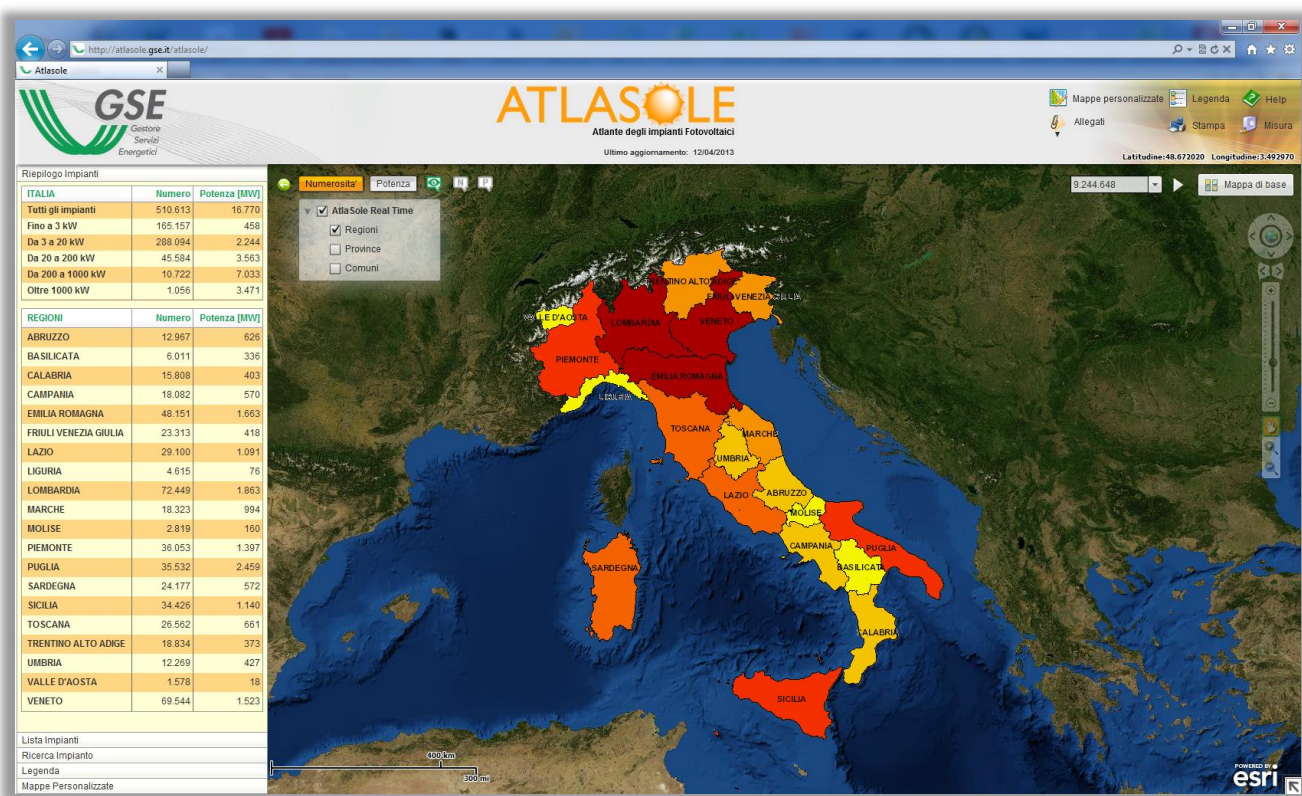 http://atlasole.gse.it/atlasole/
Atlasole
GSE
Gestore
Servizi
Energetici
ATLASOLE
Atlante degli impianti Fotovoltaici
Ultimo aggiornamento: 12/04/2013
Mappe personalizzate Legenda Help
Allegati Stampa Misura
Latitudine:48.672020 Longitudine:3.492970
Riepilogo Impianti
ITALIA Numero Potenza [MW]
Tutti gli impianti 510.613 16.770
Fino a 3 kW 165.157 458
Da 3 a 20 kW 288.094 2.244
Da 20 a 200 kW 45.584 3.563
Da 200 a 1000 kW 10.722 7.033
Oltre 1000 kW 1.056 3.471
REGIONI Numero Potenza [MW]
ABRUZZO 12.967 626
BASILICATA 6.011 336
CALABRIA 15.808 403
CAMPANIA 18.082 570
EMILIA ROMAGNA 48.151 1.663
FRIULI VENEZIA GIULIA 23.313 418
LAZIO 29.100 1.091
LIGURIA 4.615 76
LOMBARDIA 72.449 1.863
MARCHE 18.323 994
MOLISE 2.819 160
PIEMONTE 36.053 1.397
PUGLIA 35.532 2.459
SARDEGNA 24.177 572
SICILIA 34.426 1.140
TOSCANA 26.562 661
TRENTINO ALTO ADIGE 18.834 373
UMBRIA 12.269 427
VALLE D'AOSTA 1.578 18
VENETO 69.544 1.523
Lista Impianti
Ricerca Impianto
Legenda
Mappe Personalizzate
Numerosita' Potenza N P
AtlaSole Real Time
Regioni
Province
Comuni
9.244.648
Mappa di base
TRENTINO ALTO ADIGE
FRIULI VENEZIA GIULIA
VALLE D'AOSTA
LOMBARDIA
VENETO
PIEMONTE
EMILIA ROMAGNA
LIGURIA
TOSCANA
MARCHE
UMBRIA
LAZIO
ABRUZZO
MOLISE
CAMPANIA
PUGLIA
BASILICATA
SARDEGNA
CALABRIA
SICILIA
400 km
300 mi
POWERED BY
esri